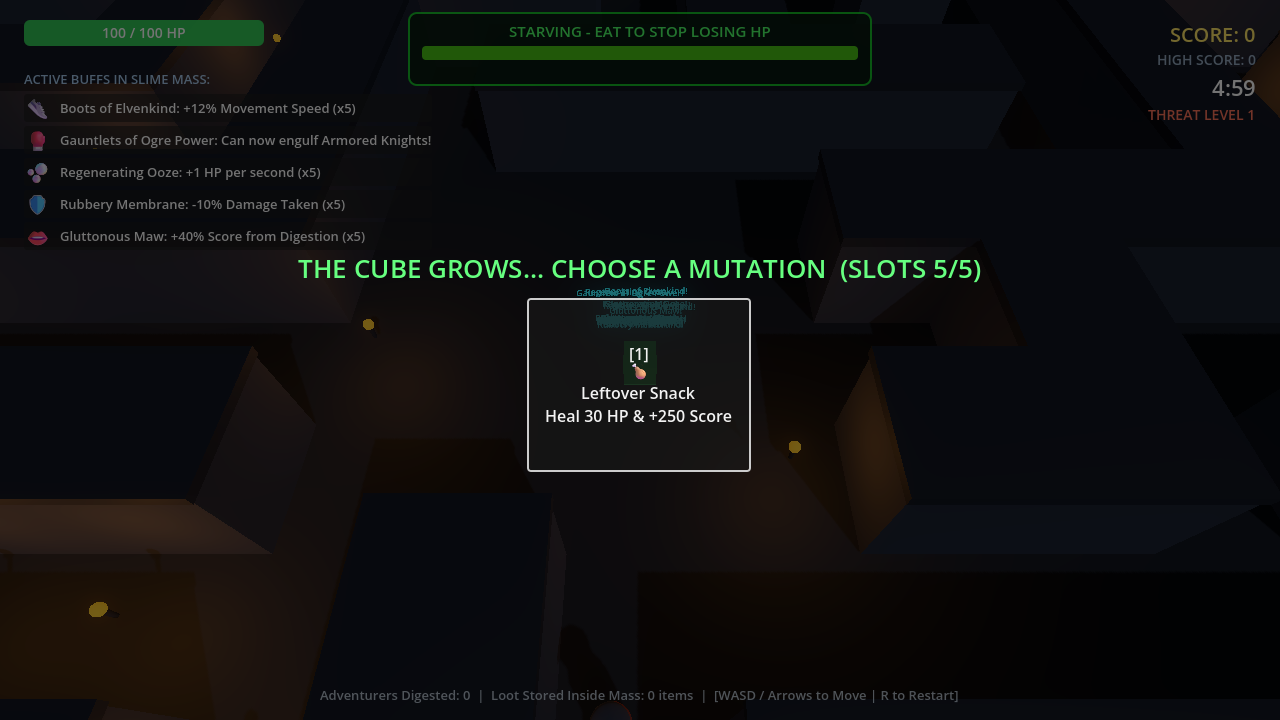 100 / 100 HP
STARVING - EAT TO STOP LOSING HP
SCORE: 0
HIGH SCORE: 0
4:59
THREAT LEVEL 1
ACTIVE BUFFS IN SLIME MASS:
Boots of Elvenkind: +12% Movement Speed (x5)
Gauntlets of Ogre Power: Can now engulf Armored Knights!
Regenerating Ooze: +1 HP per second (x5)
Rubbery Membrane: -10% Damage Taken (x5)
Gluttonous Maw: +40% Score from Digestion (x5)
THE CUBE GROWS... CHOOSE A MUTATION (SLOTS 5/5)
[1]
Leftover Snack
Heal 30 HP & +250 Score
Adventurers Digested: 0 | Loot Stored Inside Mass: 0 items | [WASD / Arrows to Move | R to Restart]